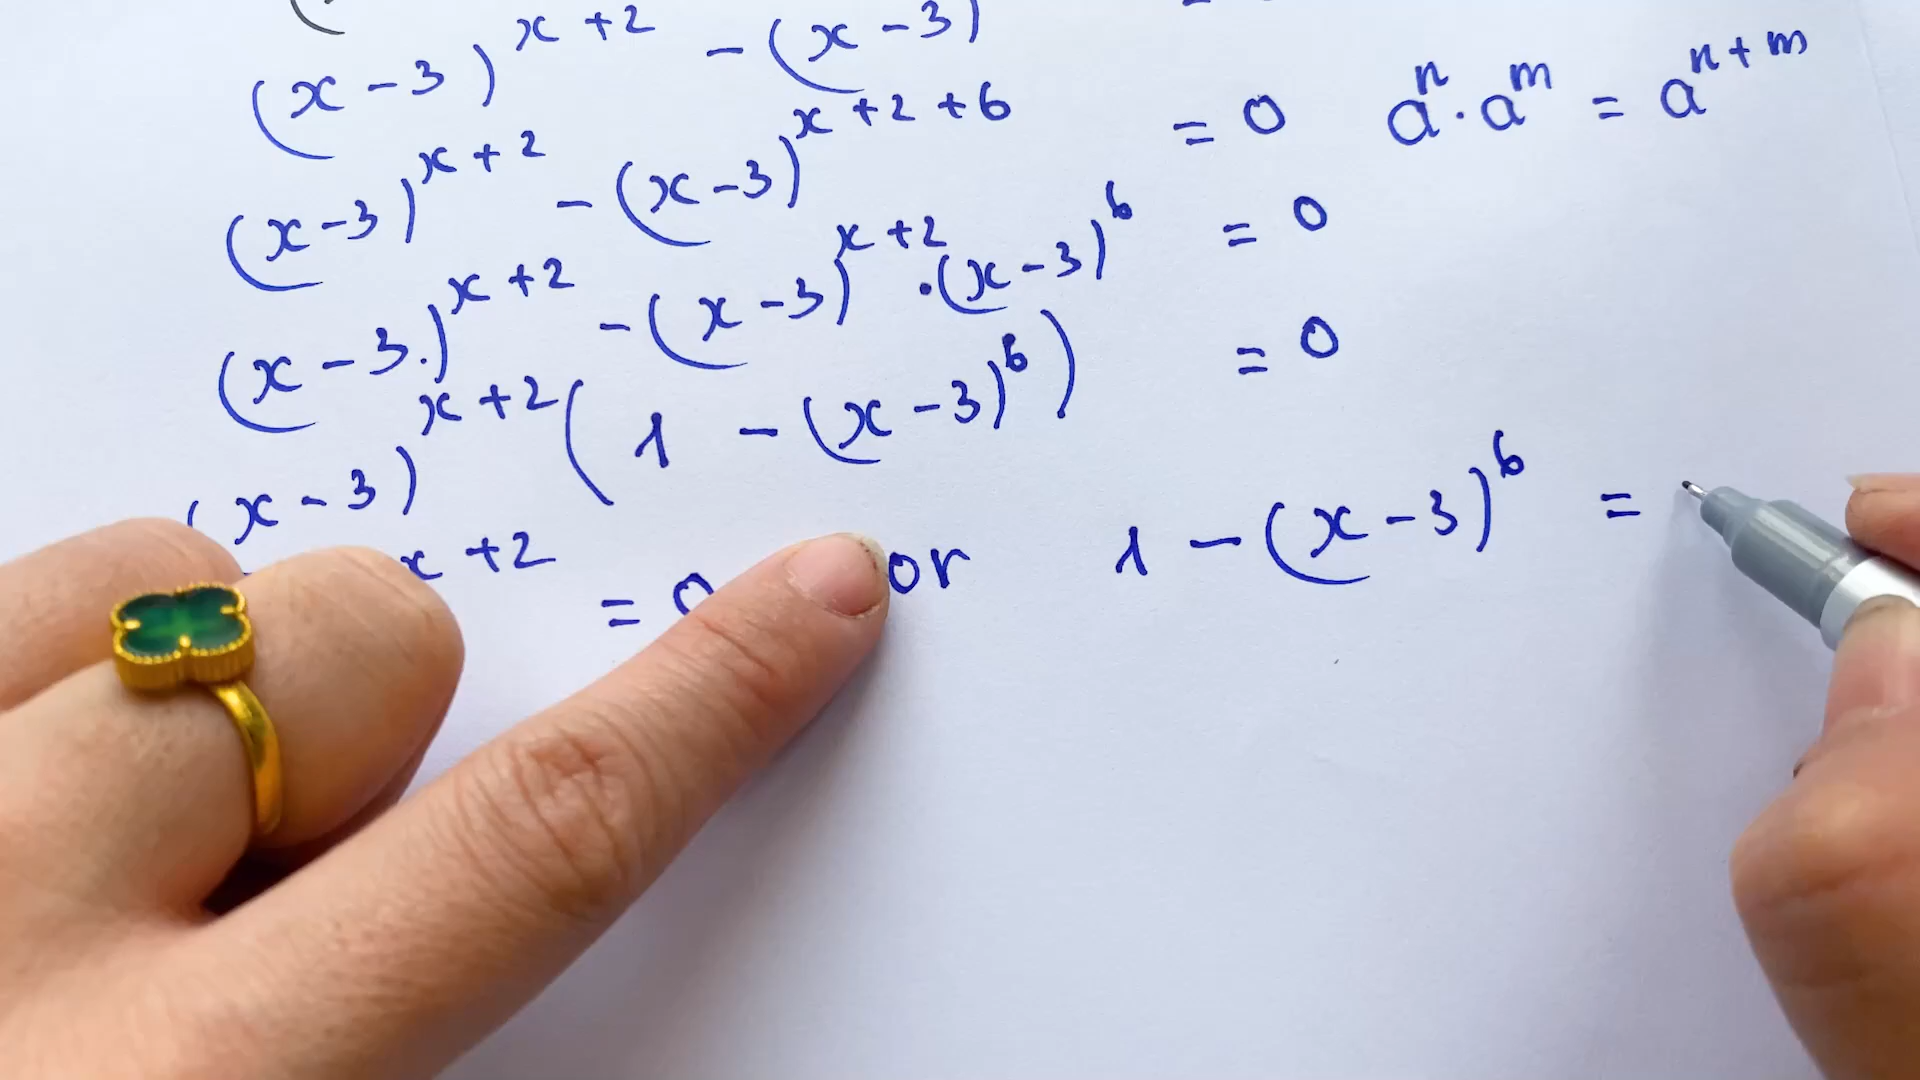 (x-3)^{x+2} - (x-3)
(x-3)^{x+2} - (x-3)^{x+2+6} = 0 a^n · a^m = a^{n+m}
(x-3.)^{x+2} - (x-3)^{x+2} · (x-3)^6 = 0
(x-3)^{x+2} (1 - (x-3)^6) = 0
x+2 = 0 or 1 - (x-3)^6 =